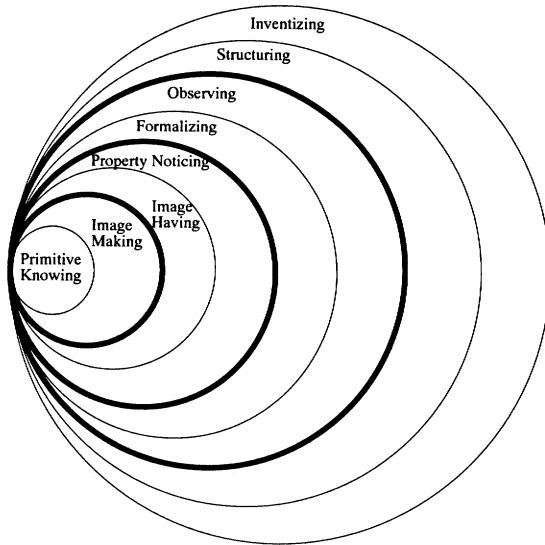 Inventizing
Structuring
Observing
Formalizing
Property Noticing
Image
Having
Image
Making
Primitive
Knowing